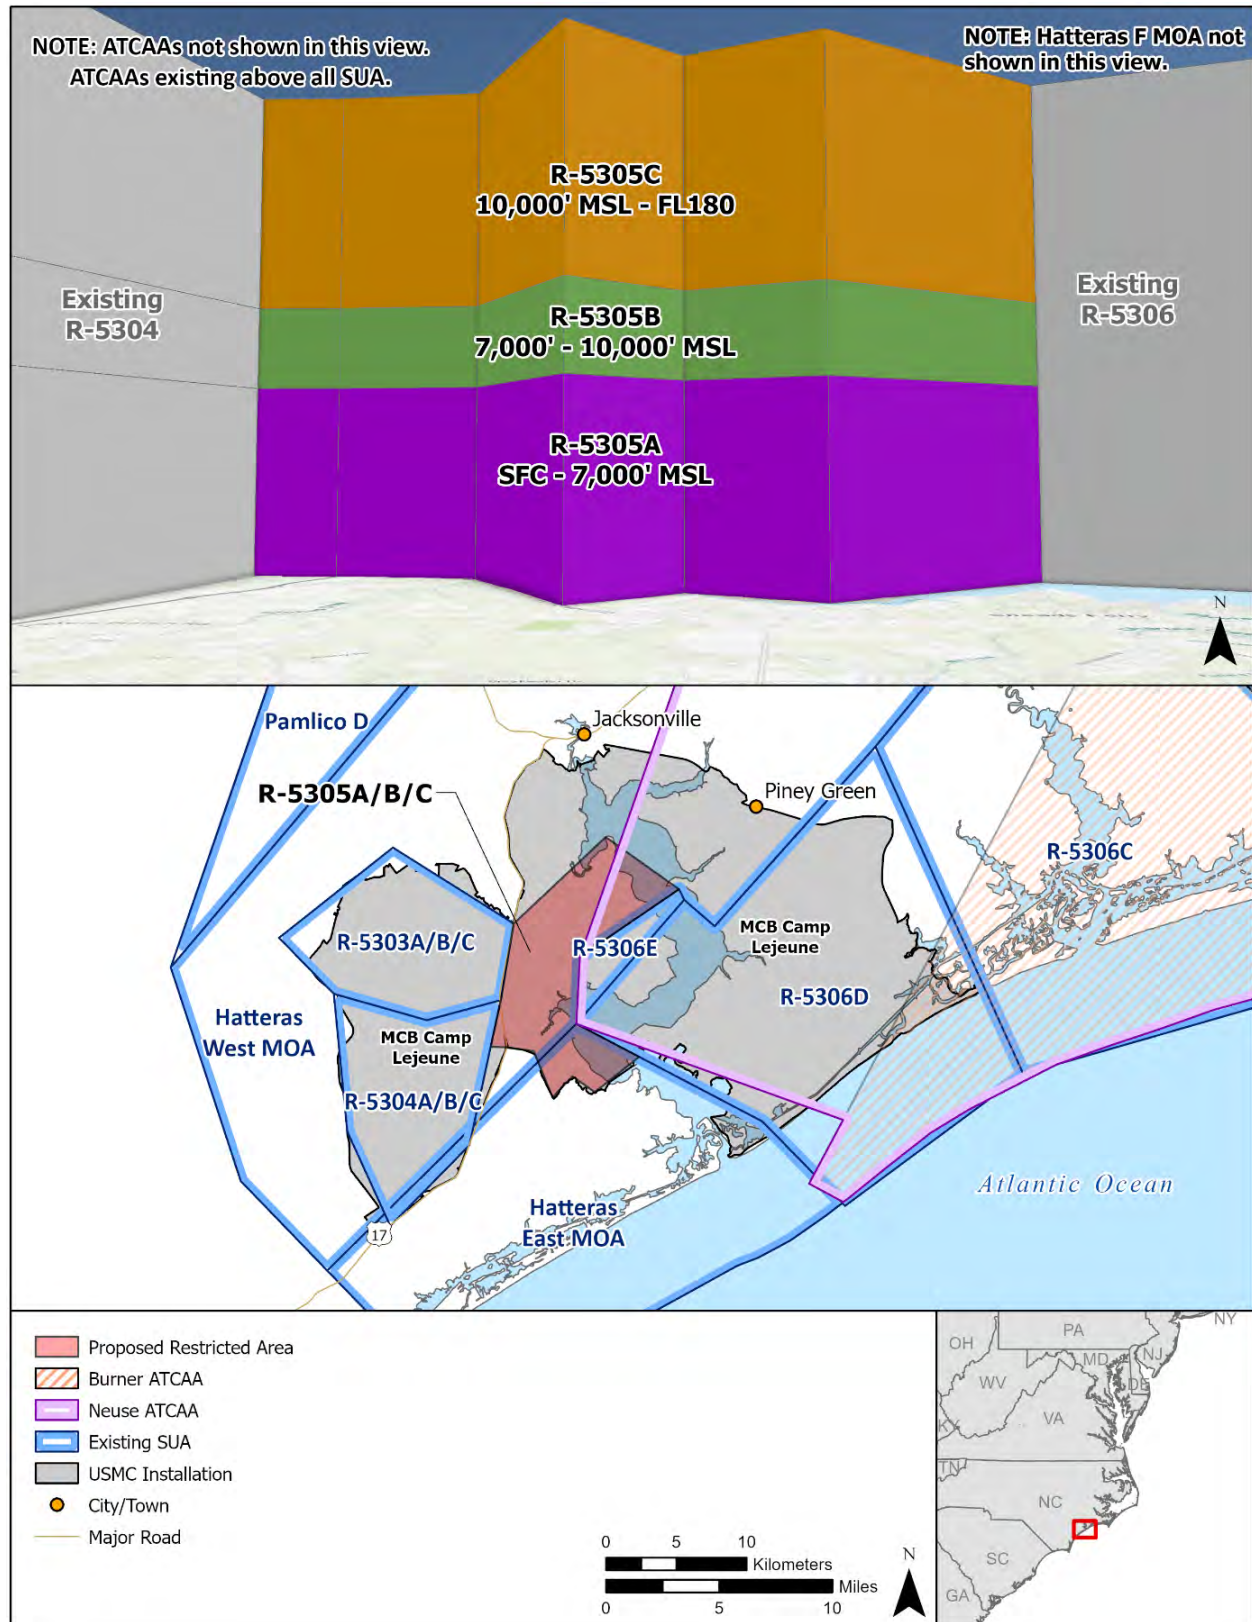 NOTE: ATCAAs not shown in this view.
ATCAAs existing above all SUA.
NOTE: Hatteras F MOA not
shown in this view.
R-5305C
10,000' MSL - FL180
Existing
R-5304
Existing
R-5306
R-5305B
7,000' - 10,000' MSL
R-5305A
SFC - 7,000' MSL
N
Pamlico D
Jacksonville
R-5305A/B/C
Piney Green
R-5306C
R-5303A/B/C
R-5306E
MCB Camp
Lejeune
R-5306D
Hatteras
West MOA
MCB Camp
Lejeune
R-5304A/B/C
Atlantic Ocean
Hatteras
East MOA
17
Proposed Restricted Area
Burner ATCAA
Neuse ATCAA
Existing SUA
USMC Installation
City/Town
Major Road
0 5 10
Kilometers
Miles
0 5 10
N
NY
PA
OH
NJ
MD
DE
WV
VA
KY
TN
NC
SC
GA